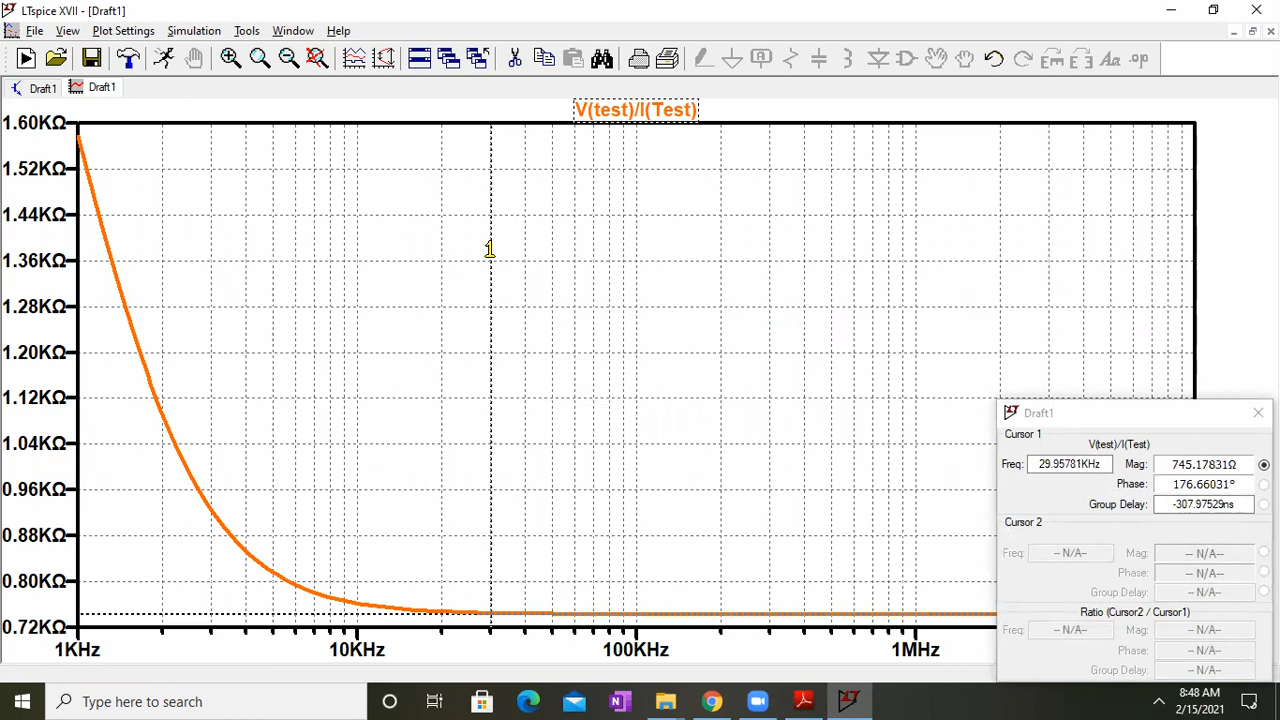 LTspice XVII - [Draft1]
File View Plot Settings Simulation Tools Window Help
Aa .op
Draft1 Draft1
V(test)/I(Test)
1.60KΩ
1.52KΩ
1.44KΩ
1.36KΩ
1.28KΩ
1.20KΩ
1.12KΩ
1.04KΩ
0.96KΩ
0.88KΩ
0.80KΩ
0.72KΩ
1
1KHz 10KHz 100KHz 1MHz
Draft1
Cursor 1
V(test)/I(Test)
Freq: 29.95781KHz Mag: 745.17831Ω
Phase: 176.66031°
Group Delay: -307.97529ns
Cursor 2
Freq: -- N/A-- Mag: -- N/A--
Phase: -- N/A--
Group Delay: -- N/A--
Ratio (Cursor2 / Cursor1)
Freq: -- N/A-- Mag: -- N/A--
Phase: -- N/A--
Group Delay: -- N/A--
Type here to search
8:48 AM
2/15/2021